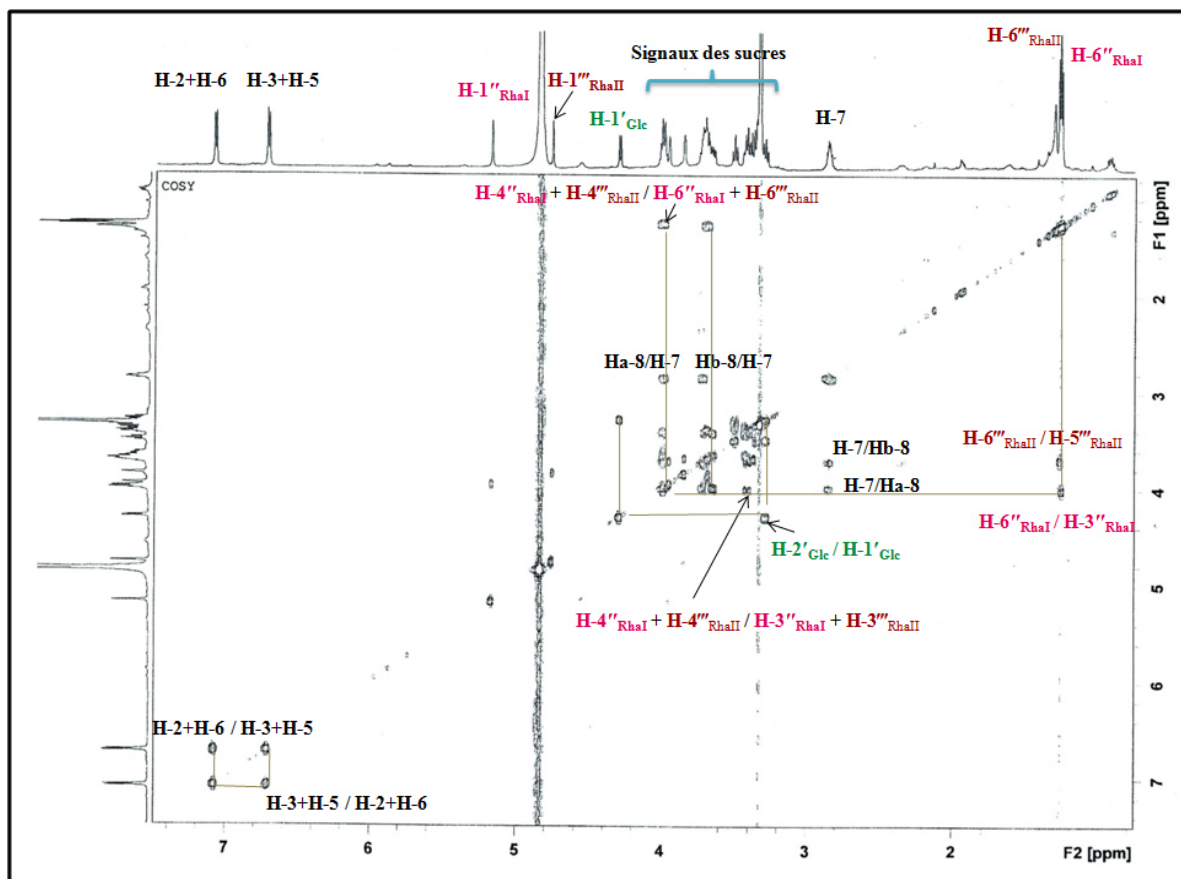 H-6‴RhaII
Signaux des sucres
H-6″RhaI
H-2+H-6 H-3+H-5
H-1″RhaI
H-1‴RhaII
H-1′Glc
H-7
COSY
H-4″RhaI + H-4‴RhaII / H-6″RhaI + H-6‴RhaII
F1 [ppm]
2
Ha-8/H-7 Hb-8/H-7
3
H-6‴RhaII / H-5‴RhaII
H-7/Hb-8
H-7/Ha-8
4
H-6″RhaI / H-3″RhaI
H-2′Glc / H-1′Glc
5
H-4″RhaI + H-4‴RhaII / H-3″RhaI + H-3‴RhaII
6
H-2+H-6 / H-3+H-5
7
H-3+H-5 / H-2+H-6
7 5 4 3 2 F2 [ppm]